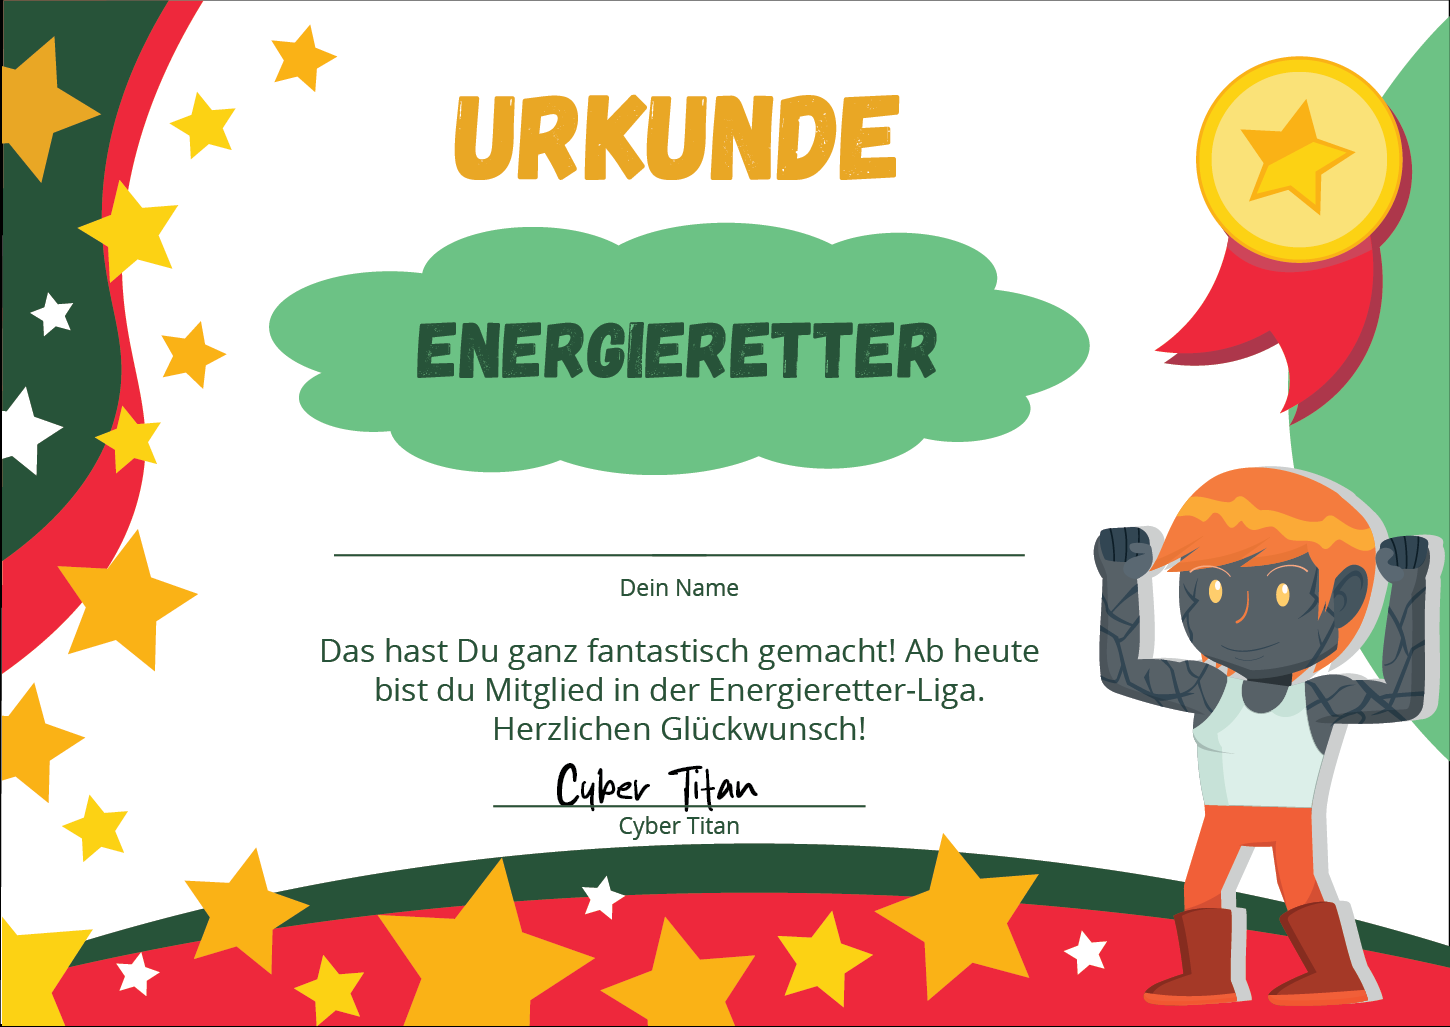 URKUNDE
ENERGIERETTER
Dein Name
Das hast Du ganz fantastisch gemacht! Ab heute
bist du Mitglied in der Energieretter-Liga.
Herzlichen Glückwunsch!
Cyber Titan
Cyber Titan